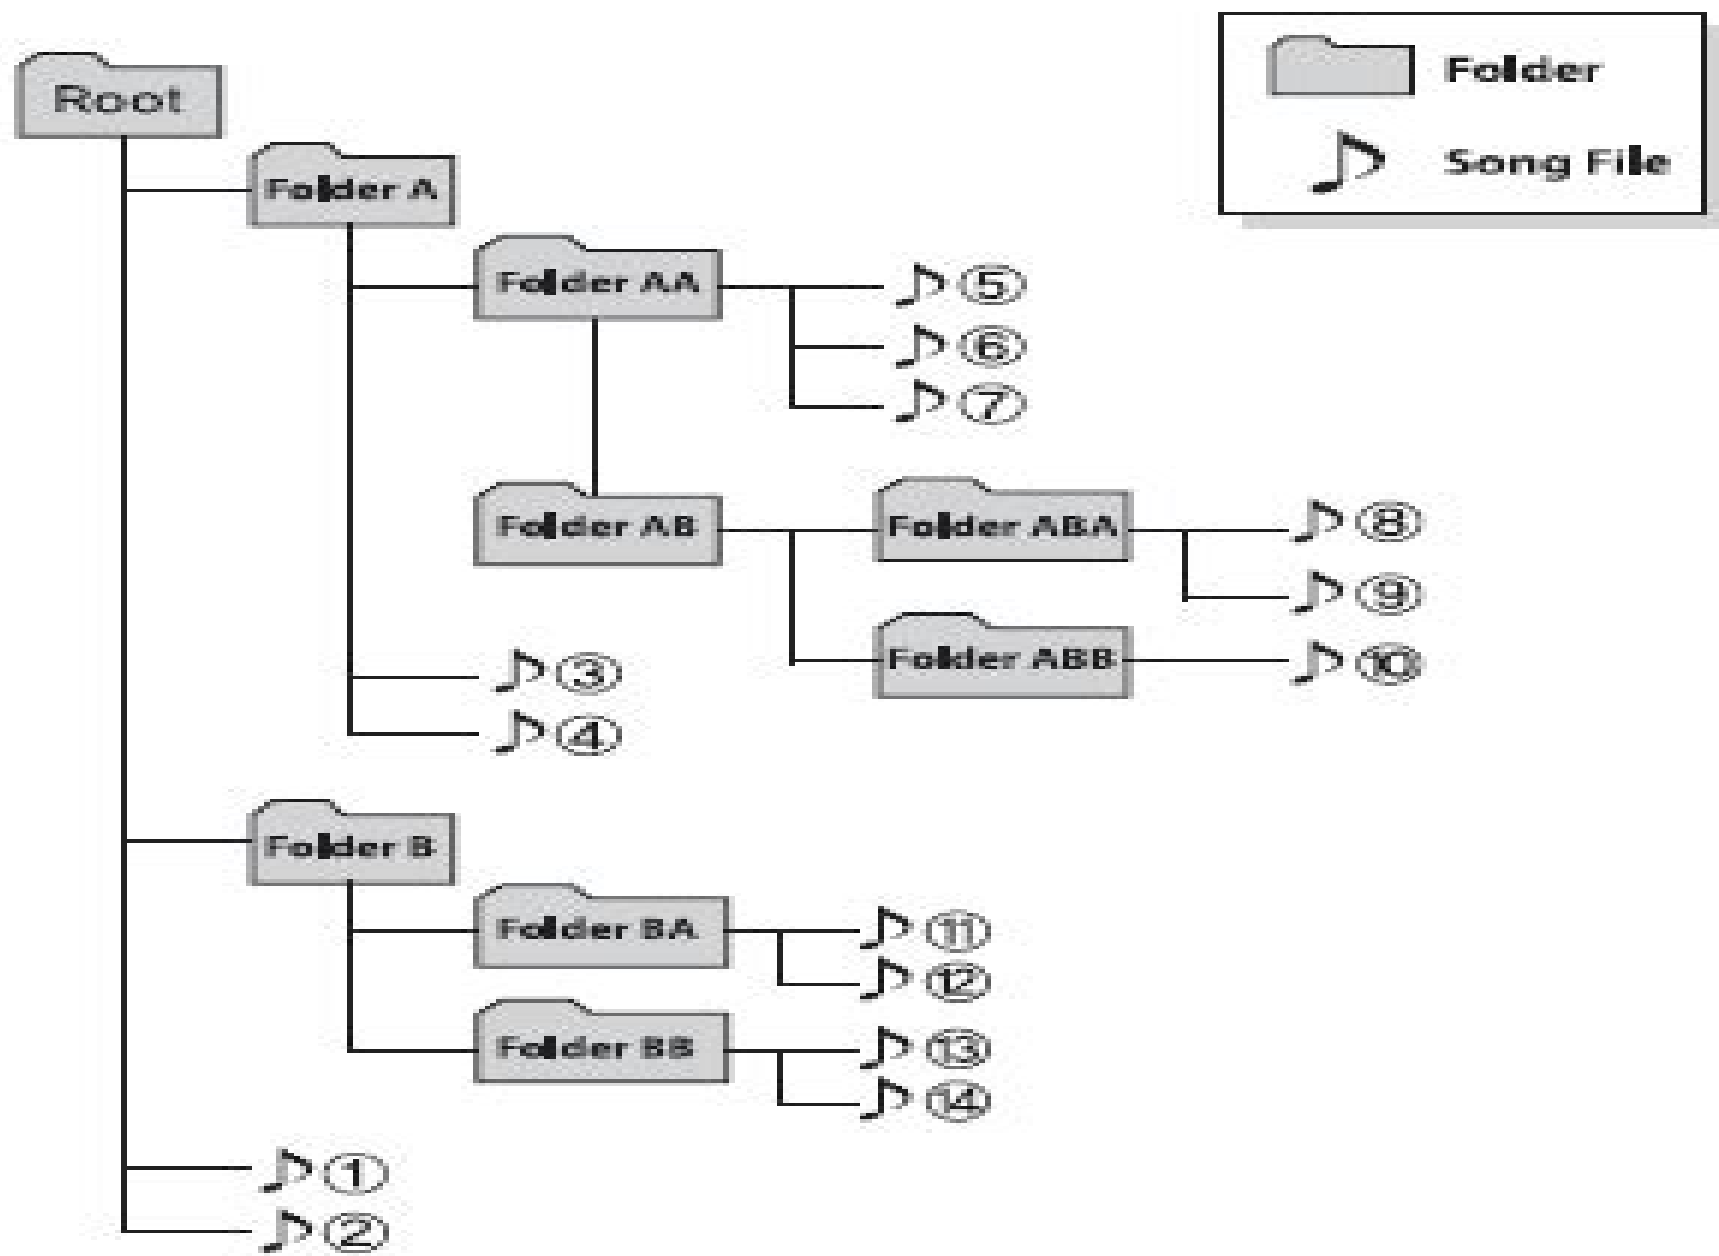 Root
Folder
Song File
Folder A
Folder AA
⑤
⑥
⑦
Folder AB
Folder ABA
⑧
⑨
Folder ABB
⑩
③
④
Folder B
Folder BA
⑪
⑫
Folder BB
⑬
⑭
①
②